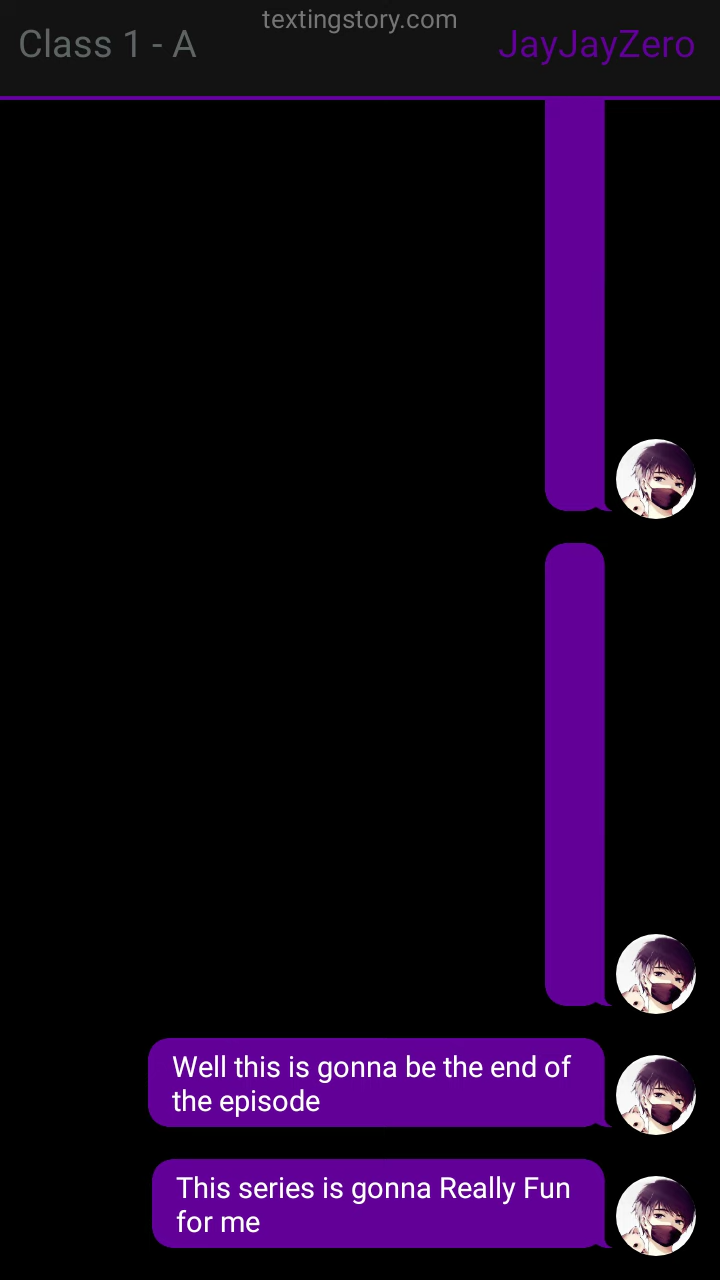 textingstory.com
Class 1 - A
JayJayZero
Well this is gonna be the end of
the episode
This series is gonna Really Fun
for me